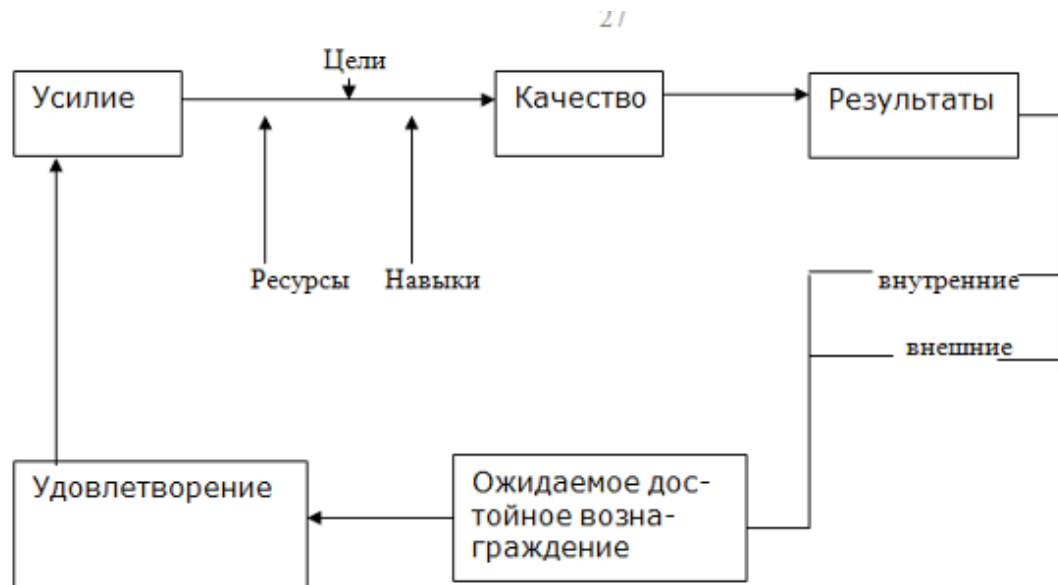 27
Цели
Усилие
Качество
Результаты
Ресурсы
Навыки
внутренние
внешние
Удовлетворение
Ожидаемое дос-
тойное возна-
граждение